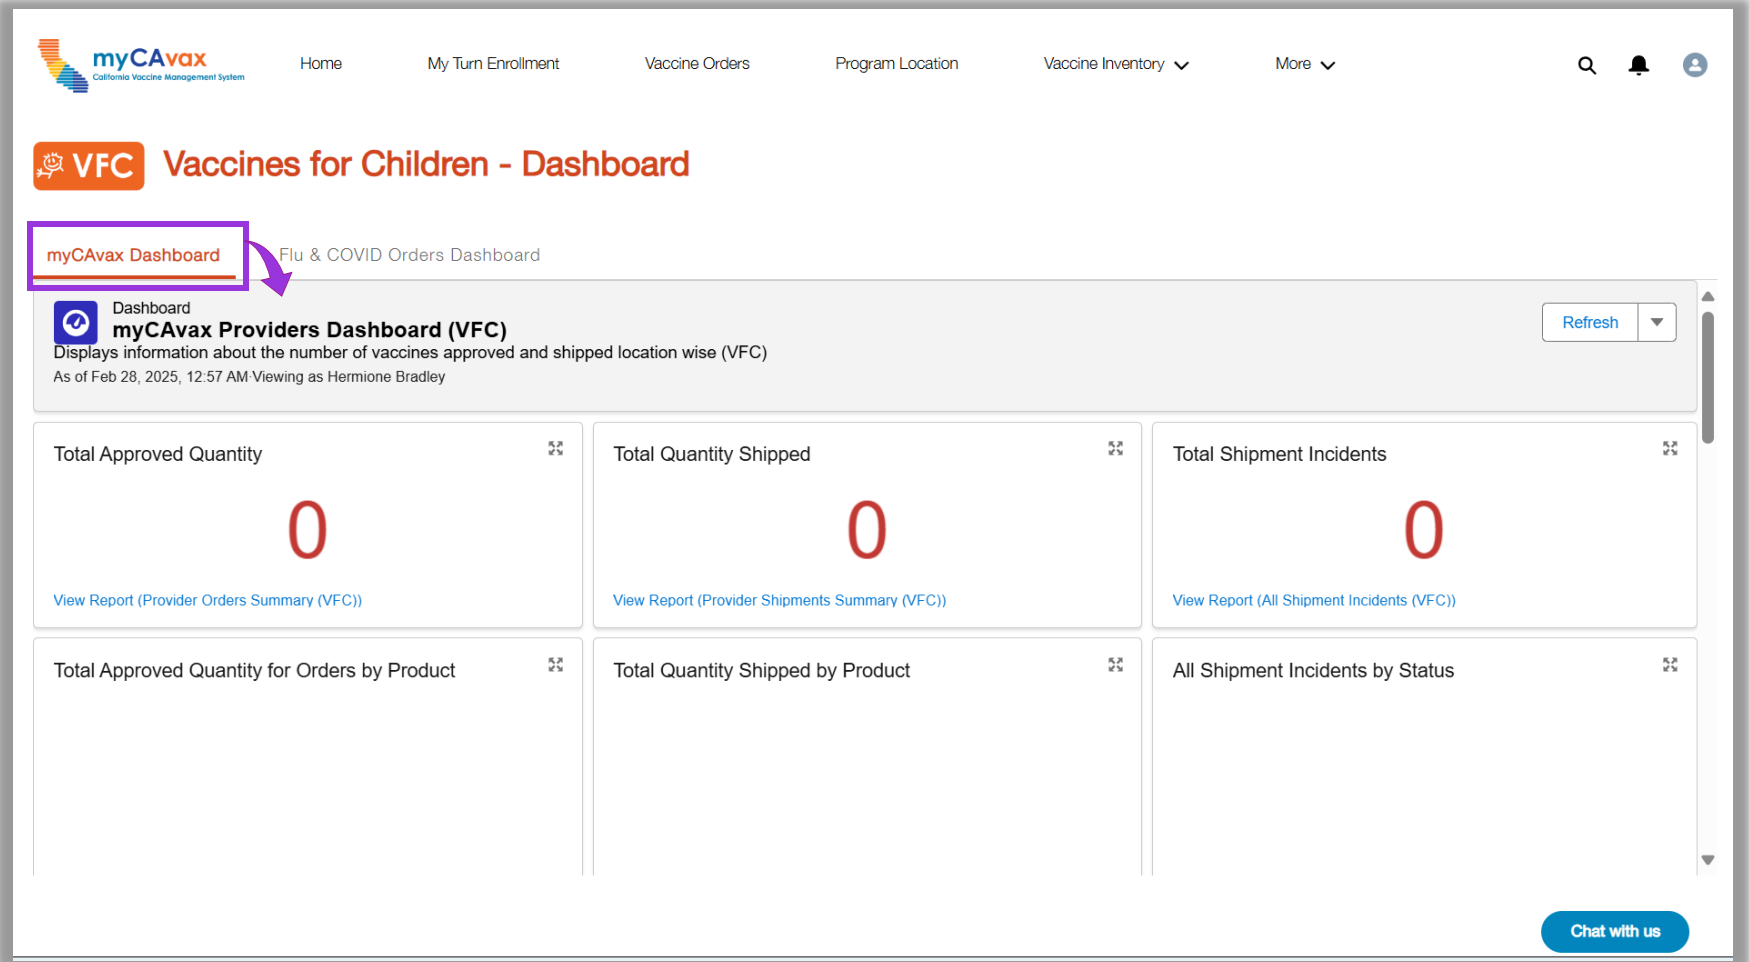 myCAvax
California Vaccine Management System
Home
My Turn Enrollment
Vaccine Orders
Program Location
Vaccine Inventory
More
VFC
Vaccines for Children - Dashboard
myCAvax Dashboard
Flu & COVID Orders Dashboard
Dashboard
myCAvax Providers Dashboard (VFC)
Displays information about the number of vaccines approved and shipped location wise (VFC)
As of Feb 28, 2025, 12:57 AM·Viewing as Hermione Bradley
Refresh
Total Approved Quantity
0
View Report (Provider Orders Summary (VFC))
Total Quantity Shipped
0
View Report (Provider Shipments Summary (VFC))
Total Shipment Incidents
0
View Report (All Shipment Incidents (VFC))
Total Approved Quantity for Orders by Product
Total Quantity Shipped by Product
All Shipment Incidents by Status
Chat with us